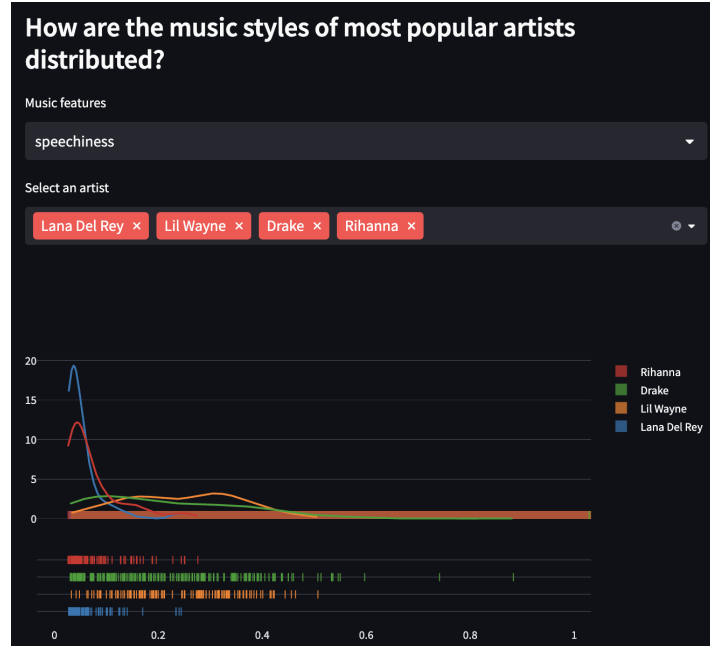 How are the music styles of most popular artists
distributed?
Music features
speechiness
Select an artist
Lana Del Rey × Lil Wayne × Drake × Rihanna ×
20
15
10
5
0
Rihanna
Drake
Lil Wayne
Lana Del Rey
0 0.2 0.4 0.6 0.8 1